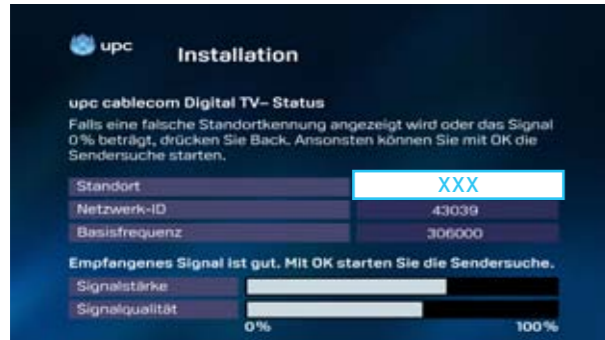 upc
Installation
upc cablecom Digital TV– Status
Falls eine falsche Standortkennung angezeigt wird oder das Signal
0% beträgt, drücken Sie Back. Ansonsten können Sie mit OK die
Sendersuche starten.
Standort XXX
Netzwerk-ID 43039
Basisfrequenz 306000
Empfangenes Signal ist gut. Mit OK starten Sie die Sendersuche.
Signalstärke
Signalqualität
0% 100%